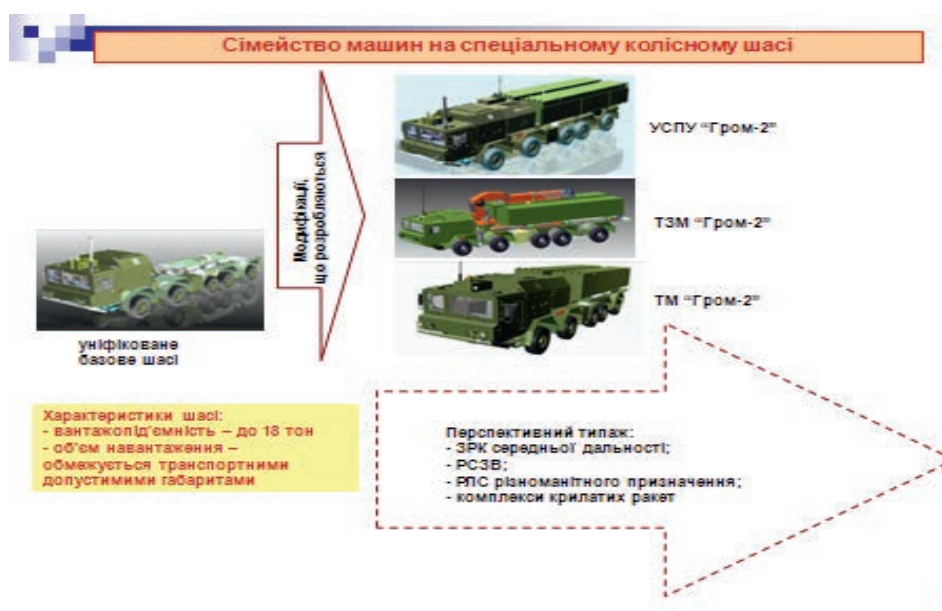 Сімейство машин на спеціальному колісному шасі
Модифікації,
що розробляються
УСПУ “Гром-2”
ТЗМ “Гром-2”
ТМ “Гром-2”
уніфіковане
базове шасі
Характеристики шасі:
- вантажопід'ємність – до 18 тон
- об'єм навантаження –
обмежується транспортними
допустимими габаритами
Перспективний типаж:
- ЗРК середньої дальності;
- РСЗВ;
- РЛС різноманітного призначення;
- комплекси крилатих ракет